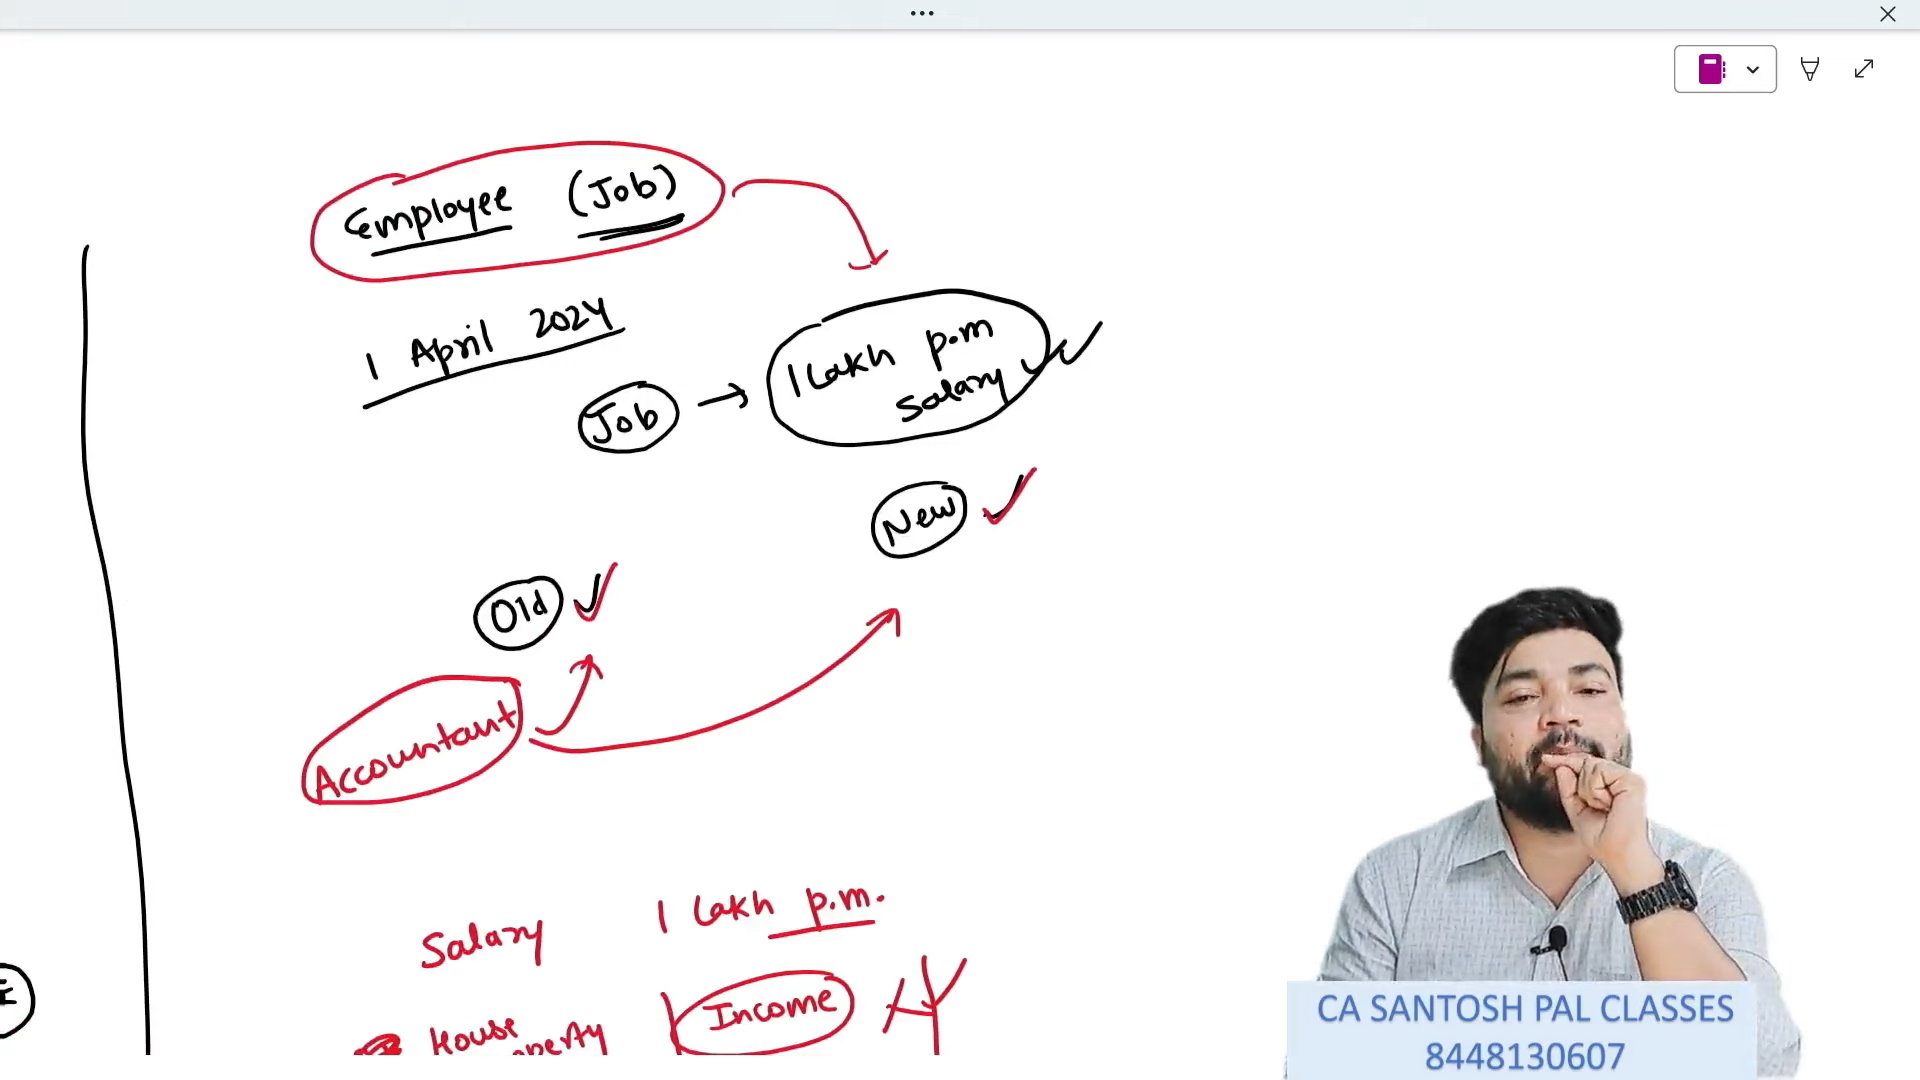 Employee (Job)
1 April 2024
Job → 1 Lakh p.m
Salary
New
Old
Accountant
Salary 1 Lakh p.m.
House Income
CA SANTOSH PAL CLASSES
8448130607